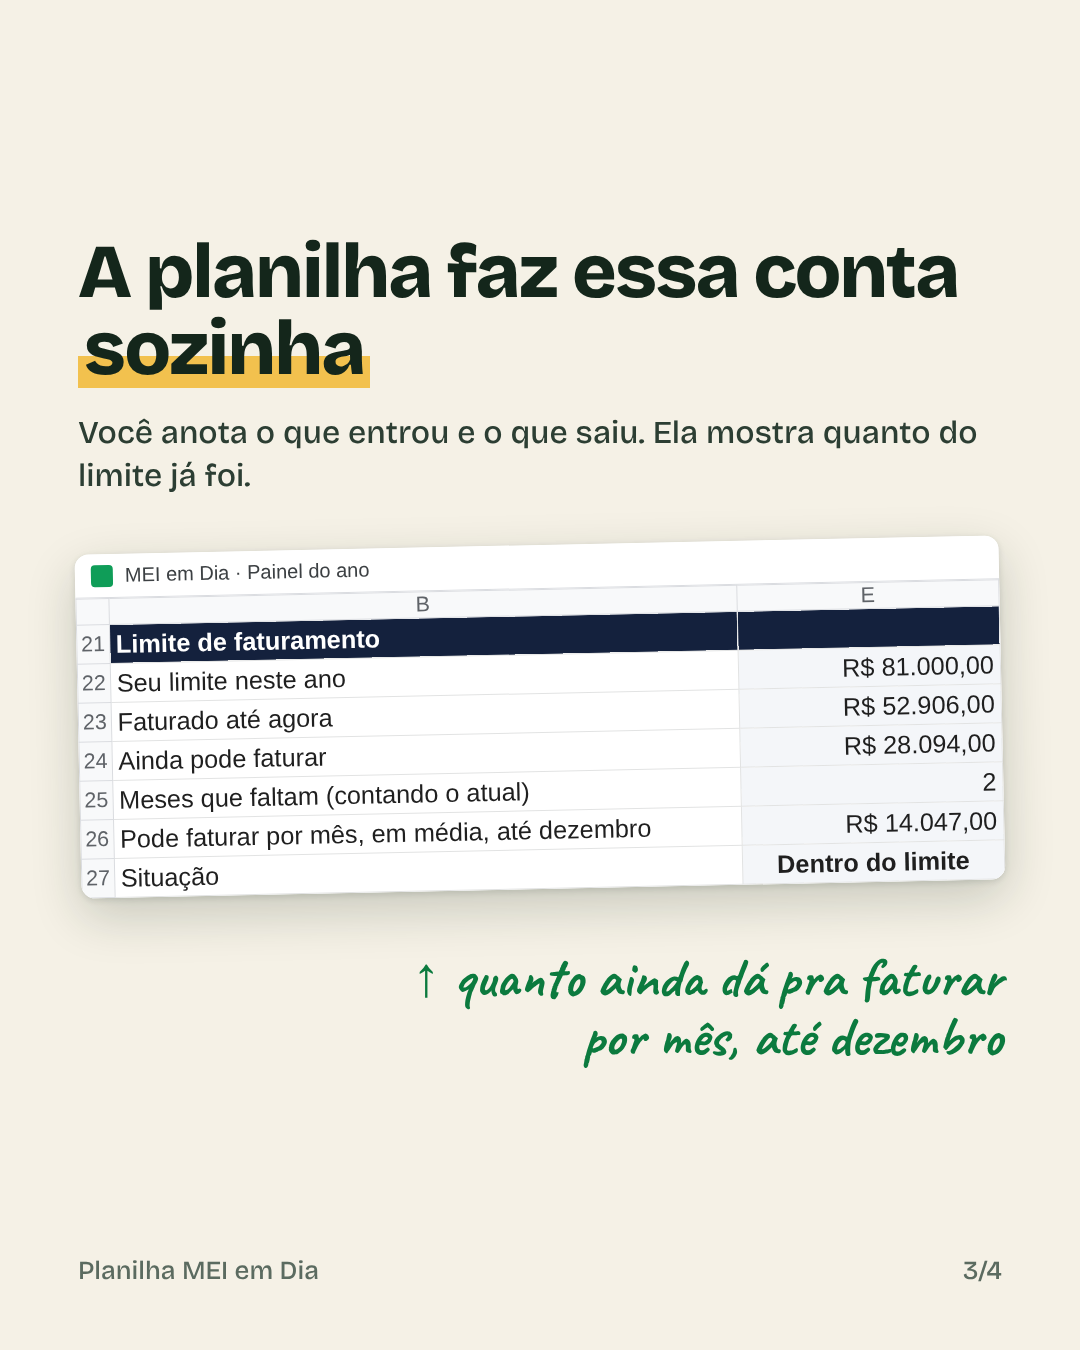 A planilha faz essa conta
sozinha
Você anota o que entrou e o que saiu. Ela mostra quanto do
limite já foi.
MEI em Dia · Painel do ano
B E
21 Limite de faturamento
22 Seu limite neste ano R$ 81.000,00
23 Faturado até agora R$ 52.906,00
24 Ainda pode faturar R$ 28.094,00
25 Meses que faltam (contando o atual) 2
26 Pode faturar por mês, em média, até dezembro R$ 14.047,00
27 Situação Dentro do limite
↑ quanto ainda dá pra faturar
por mês, até dezembro
Planilha MEI em Dia 3/4